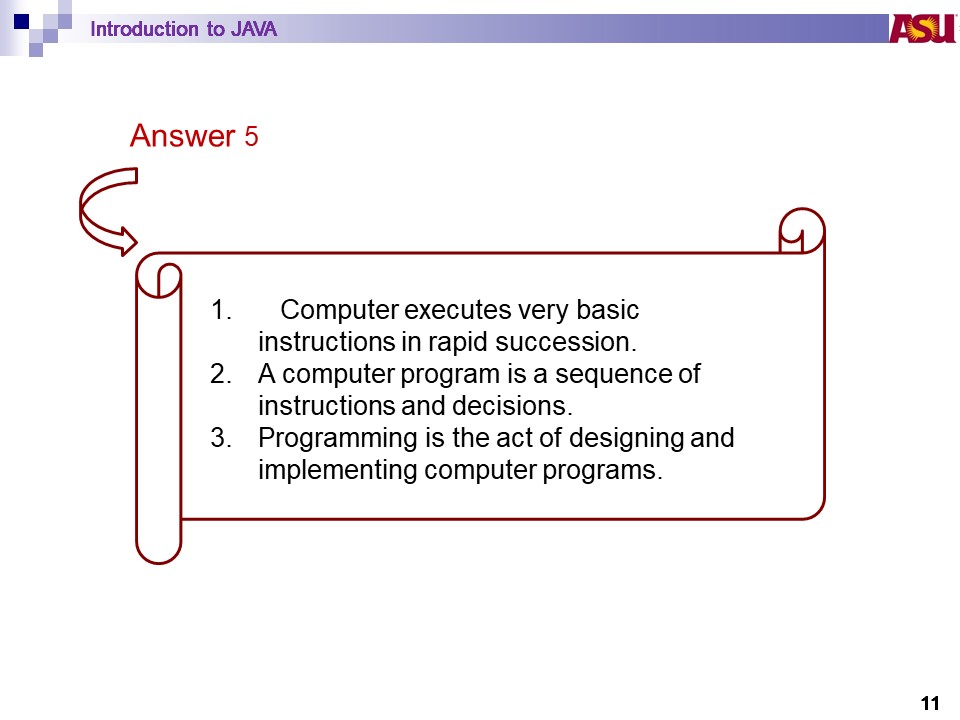 Introduction to JAVA
ASU
Answer 5
1. Computer executes very basic
instructions in rapid succession.
2. A computer program is a sequence of
instructions and decisions.
3. Programming is the act of designing and
implementing computer programs.
11